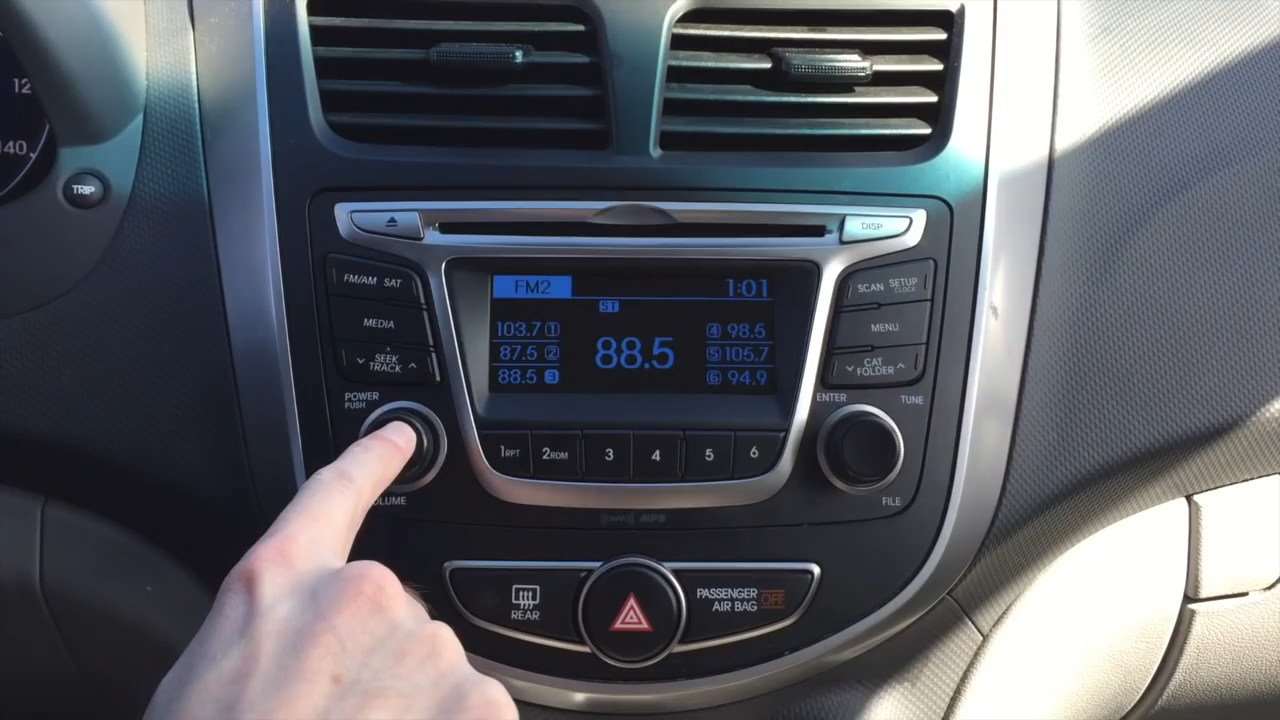 12
140
TRIP
DISP
FM/AM SAT
MEDIA
SEEK
TRACK
POWER
PUSH
FM2 1:01
ST
103.7 1 4 98.5
87.5 2 88.5 5 105.7
88.5 3 6 94.9
SCAN SETUP
CLOCK
MENU
CAT
FOLDER
ENTER TUNE
1RPT 2RDM 3 4 5 6
OLUME
FILE
MP3
REAR
PASSENGER
AIR BAG OFF